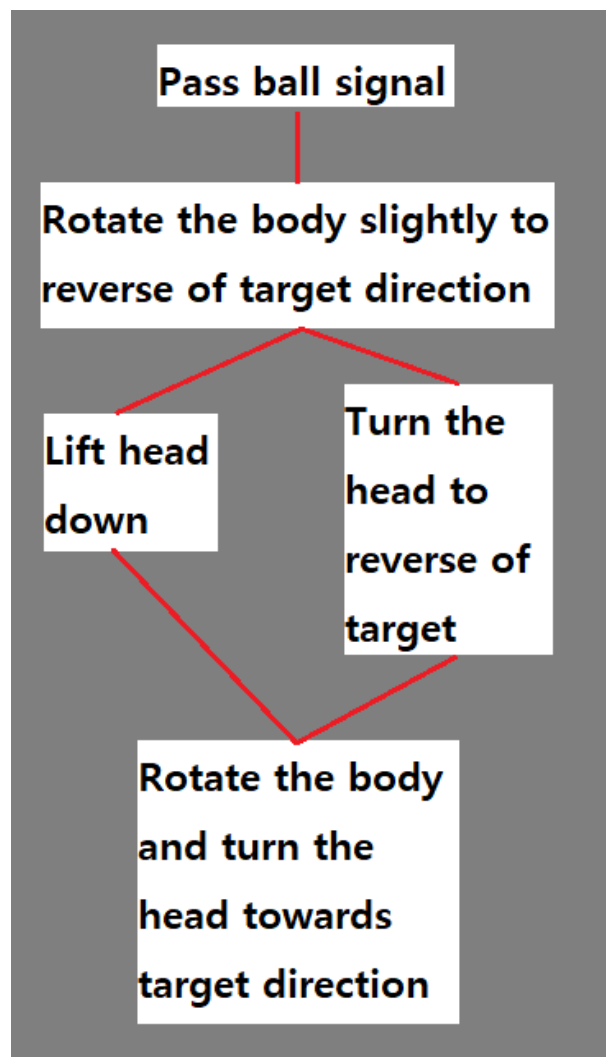 Pass ball signal
Rotate the body slightly to
reverse of target direction
Lift head
down
Turn the
head to
reverse of
target
Rotate the body
and turn the
head towards
target direction